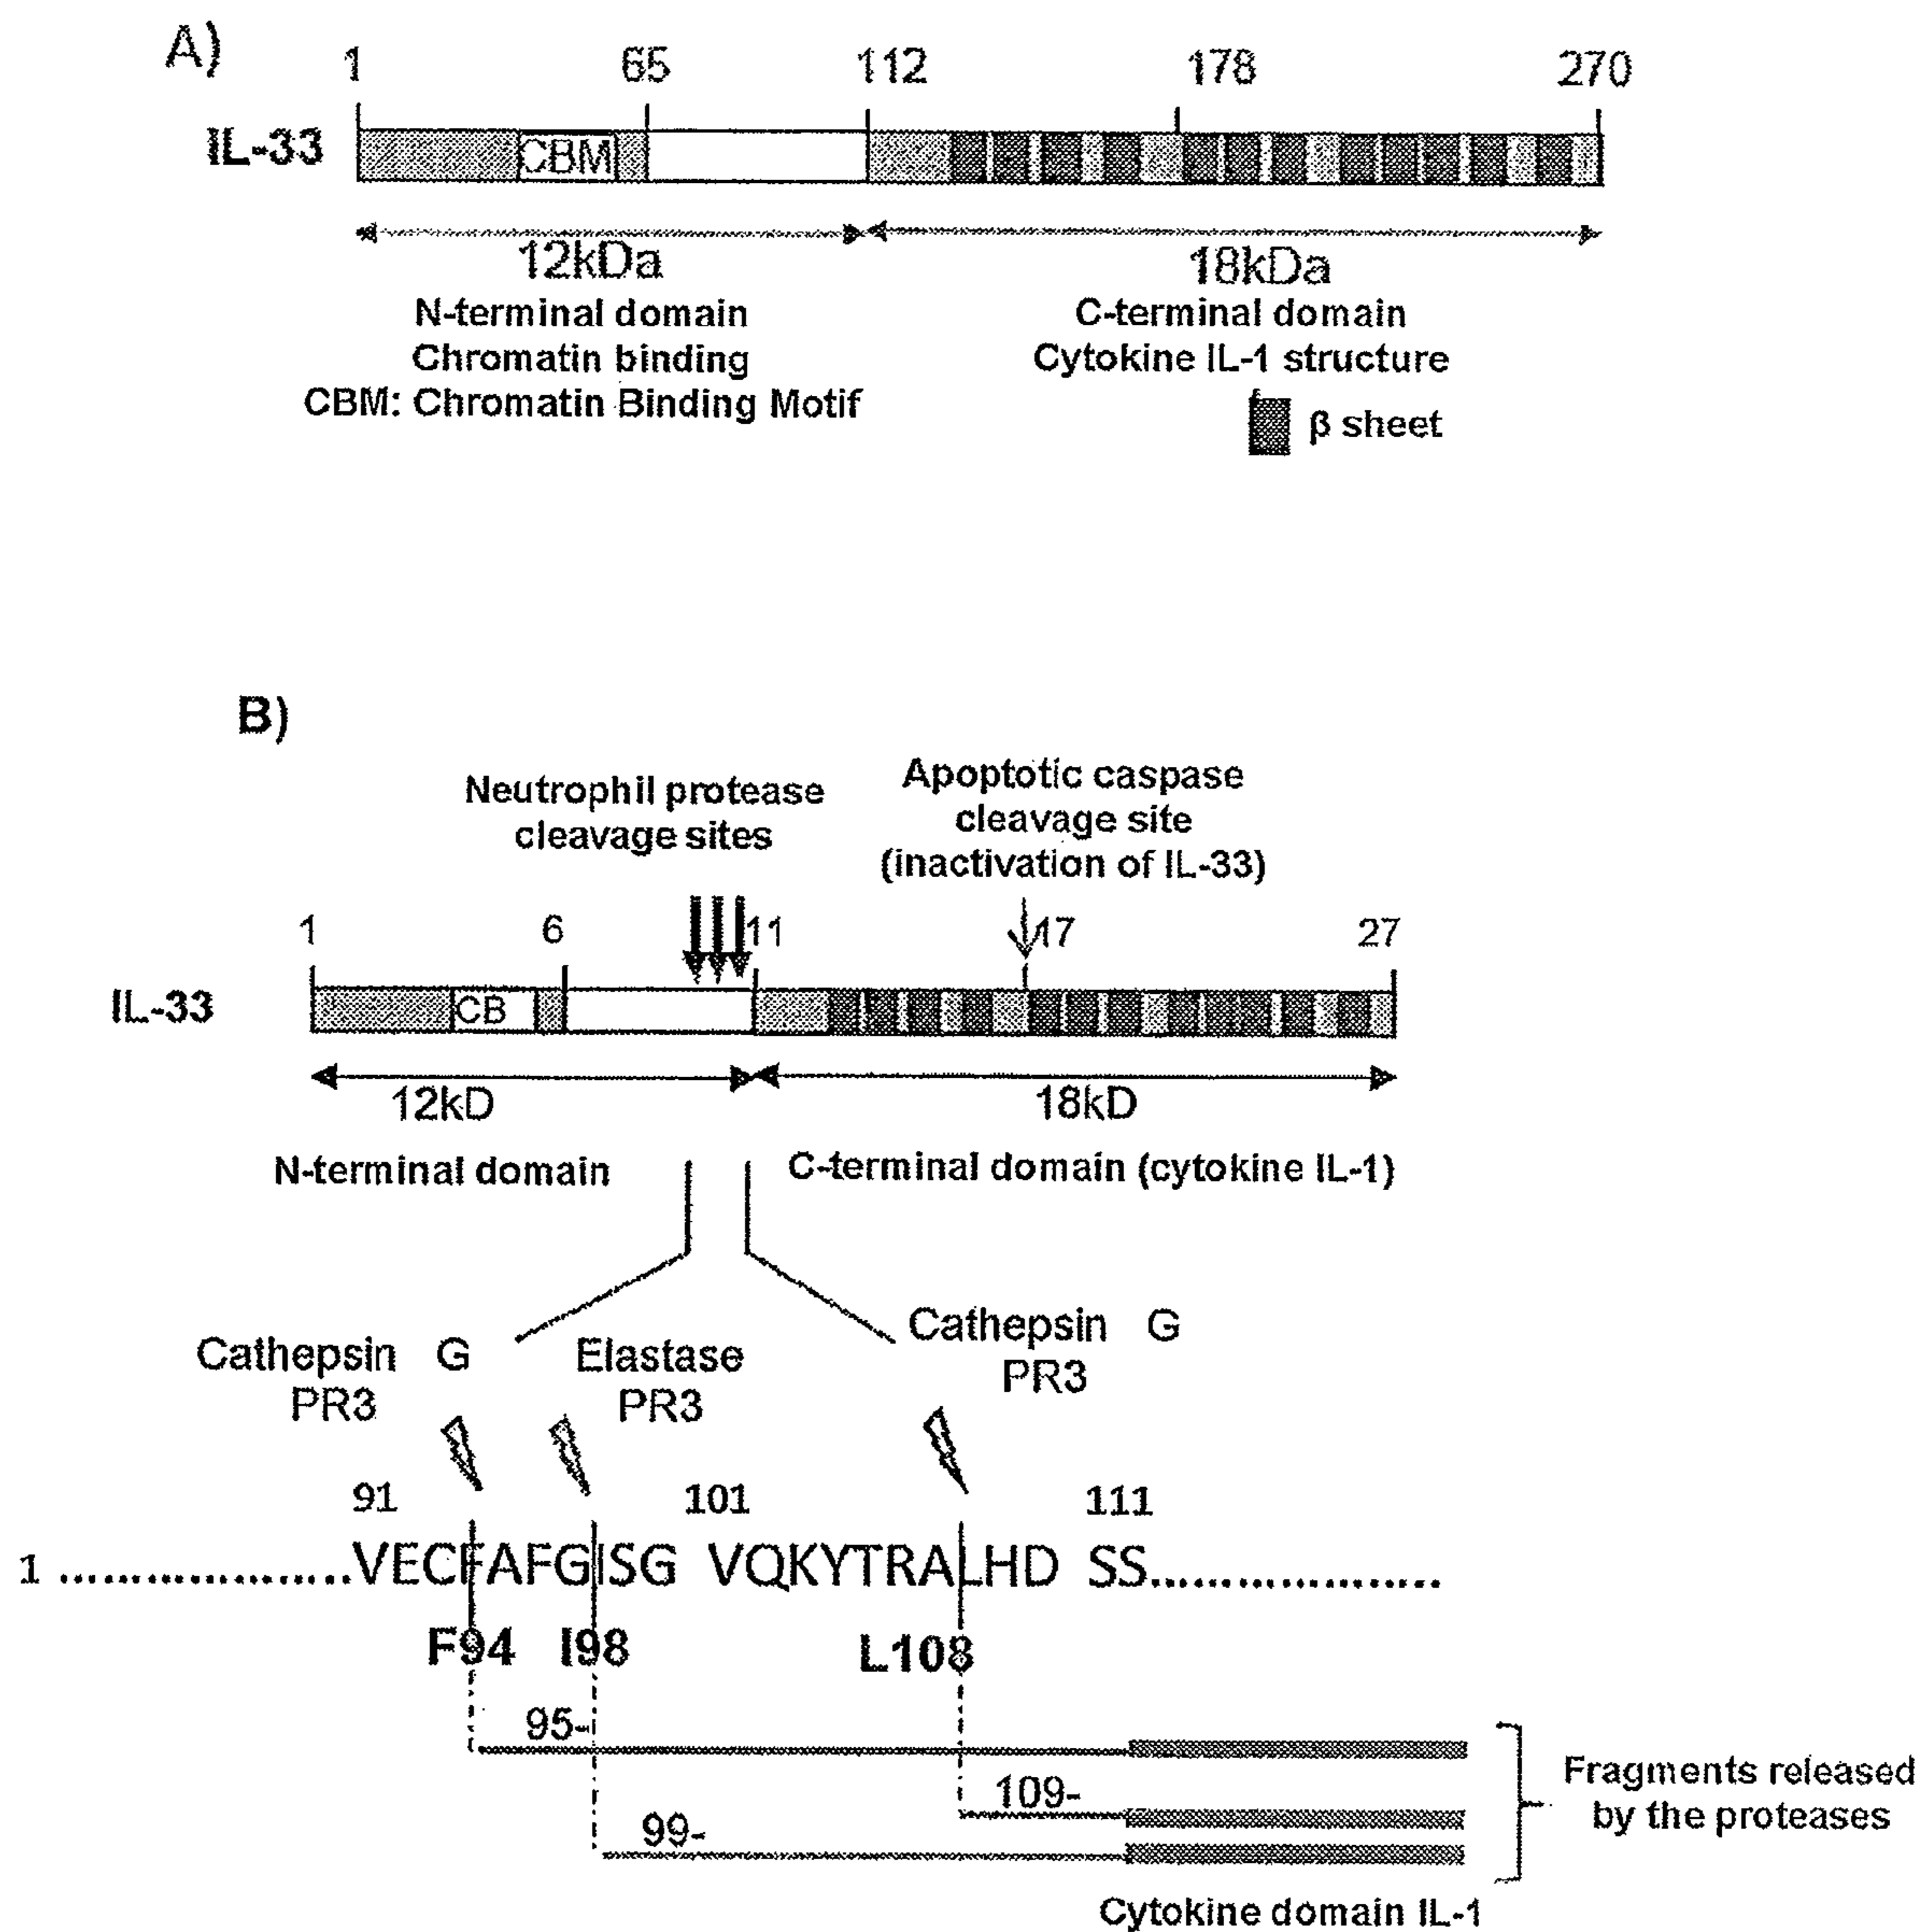 A)
1 65 112 178 270
IL-33 CBM
12kDa 18kDa
N-terminal domain
Chromatin binding
CBM: Chromatin Binding Motif
C-terminal domain
Cytokine IL-1 structure
β sheet
B)
Neutrophil protease
cleavage sites
Apoptotic caspase
cleavage site
(inactivation of IL-33)
1 6 11 17 27
IL-33 CB
12kD 18kD
N-terminal domain C-terminal domain (cytokine IL-1)
Cathepsin G
PR3
Elastase
PR3
Cathepsin G
PR3
91 101 111
1 ....................VECFAFGISG VQKYTRALHD SS....................
F94 I98 L108
95-
109-
99-
Fragments released
by the proteases
Cytokine domain IL-1